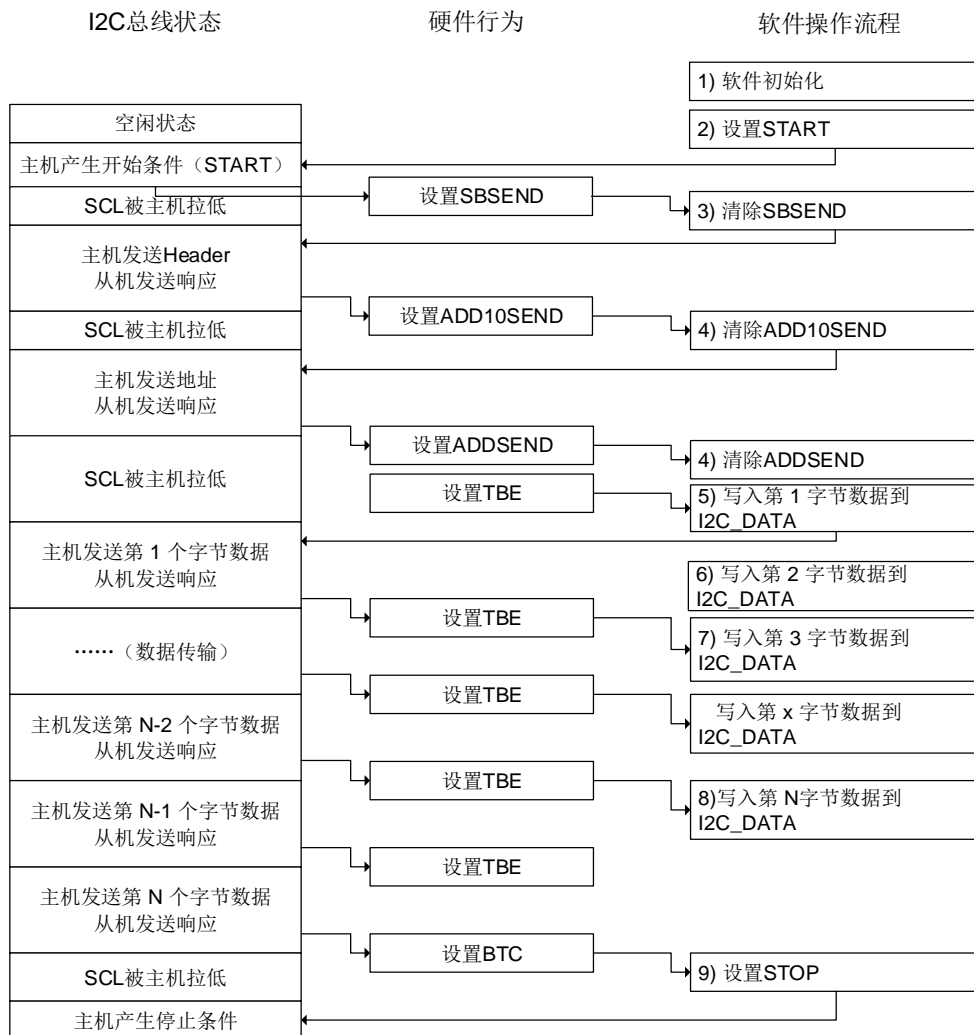 I2C总线状态
硬件行为
软件操作流程
1) 软件初始化
空闲状态
2) 设置START
主机产生开始条件（START）
SCL被主机拉低
设置SBSEND
3) 清除SBSEND
主机发送Header
从机发送响应
设置ADD10SEND
4) 清除ADD10SEND
SCL被主机拉低
主机发送地址
从机发送响应
设置ADDSEND
4) 清除ADDSEND
SCL被主机拉低
设置TBE
5) 写入第 1 字节数据到
I2C_DATA
主机发送第 1 个字节数据
从机发送响应
6) 写入第 2 字节数据到
I2C_DATA
设置TBE
7) 写入第 3 字节数据到
I2C_DATA
……（数据传输）
设置TBE
写入第 x 字节数据到
I2C_DATA
主机发送第 N-2 个字节数据
从机发送响应
设置TBE
8)写入第 N字节数据到
I2C_DATA
主机发送第 N-1 个字节数据
从机发送响应
设置TBE
主机发送第 N 个字节数据
从机发送响应
设置BTC
9) 设置STOP
SCL被主机拉低
主机产生停止条件